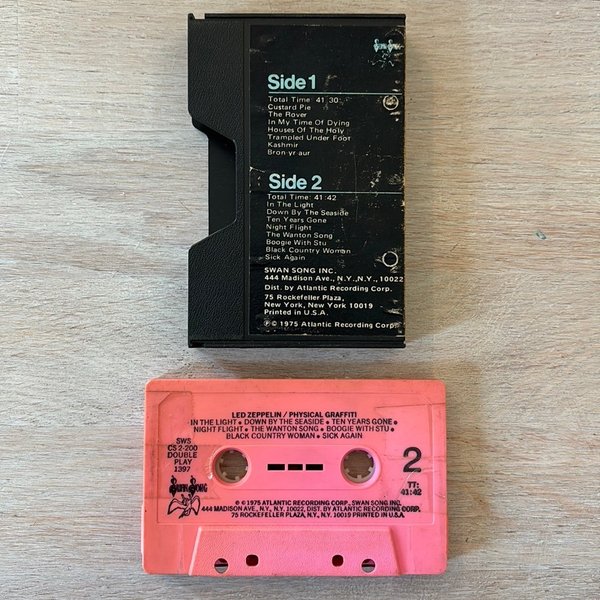 Side 1
Total Time: 41:30
Custard Pie
The Rover
In My Time Of Dying
Houses Of The Holy
Trampled Under Foot
Kashmir
Bron yr aur
Side 2
Total Time: 41:42
In The Light
Down By The Seaside
Ten Years Gone
Night Flight
The Wanton Song
Boogie With Stu
Black Country Woman
Sick Again
SWAN SONG INC.
444 Madison Ave., N.Y., N.Y., 10022
Dist. by Atlantic Recording Corp.
75 Rockefeller Plaza,
New York, New York 10019
Printed in U.S.A.
℗ © 1975 Atlantic Recording Corp.
LED ZEPPELIN / PHYSICAL GRAFFITI
IN THE LIGHT • DOWN BY THE SEASIDE • TEN YEARS GONE •
NIGHT FLIGHT • THE WANTON SONG • BOOGIE WITH STU •
BLACK COUNTRY WOMAN • SICK AGAIN
SWS
CS 2-200
DOUBLE
PLAY
1397
2
TT:
41:42
SWAN SONG
℗ © 1975 ATLANTIC RECORDING CORP., SWAN SONG INC.
444 MADISON AVE., N.Y., N.Y. 10022, DIST. BY ATLANTIC RECORDING CORP.
75 ROCKEFELLER PLAZA, N.Y., N.Y. 10019 PRINTED IN U.S.A.